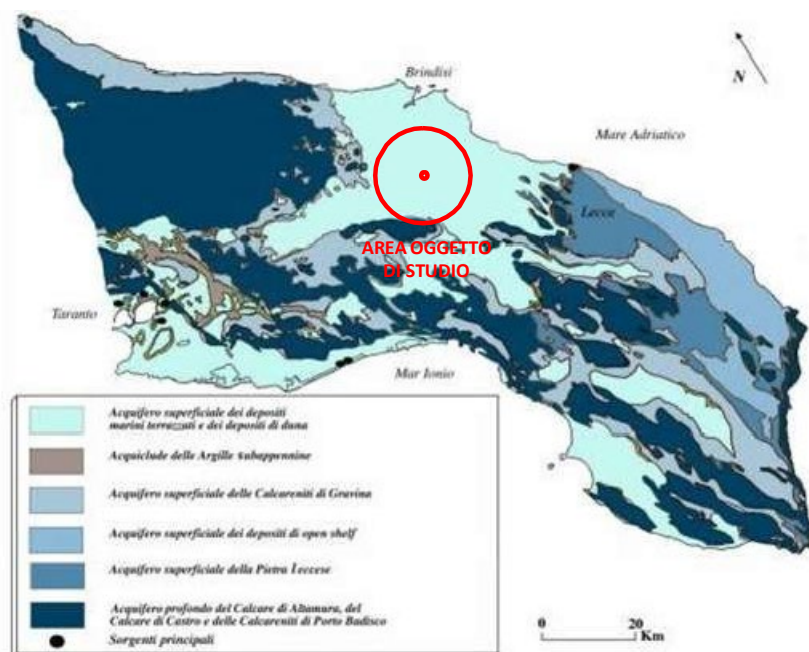 Brindisi
N
Mare Adriatico
Lecce
AREA OGGETTO
DI STUDIO
Taranto
Mar Ionio
Acquifero superficiale dei depositi
marini terrazzati e dei depositi di duna
Acquiclude delle Argille subappennine
Acquifero superficiale delle Calcareniti di Gravina
Acquifero superficiale dei depositi di open shelf
Acquifero superficiale della Pietra Leccese
Acquifero profondo del Calcare di Altamura, del
Calcare di Castro e delle Calcareniti di Porto Badisco
Sorgenti principali
0 20
Km